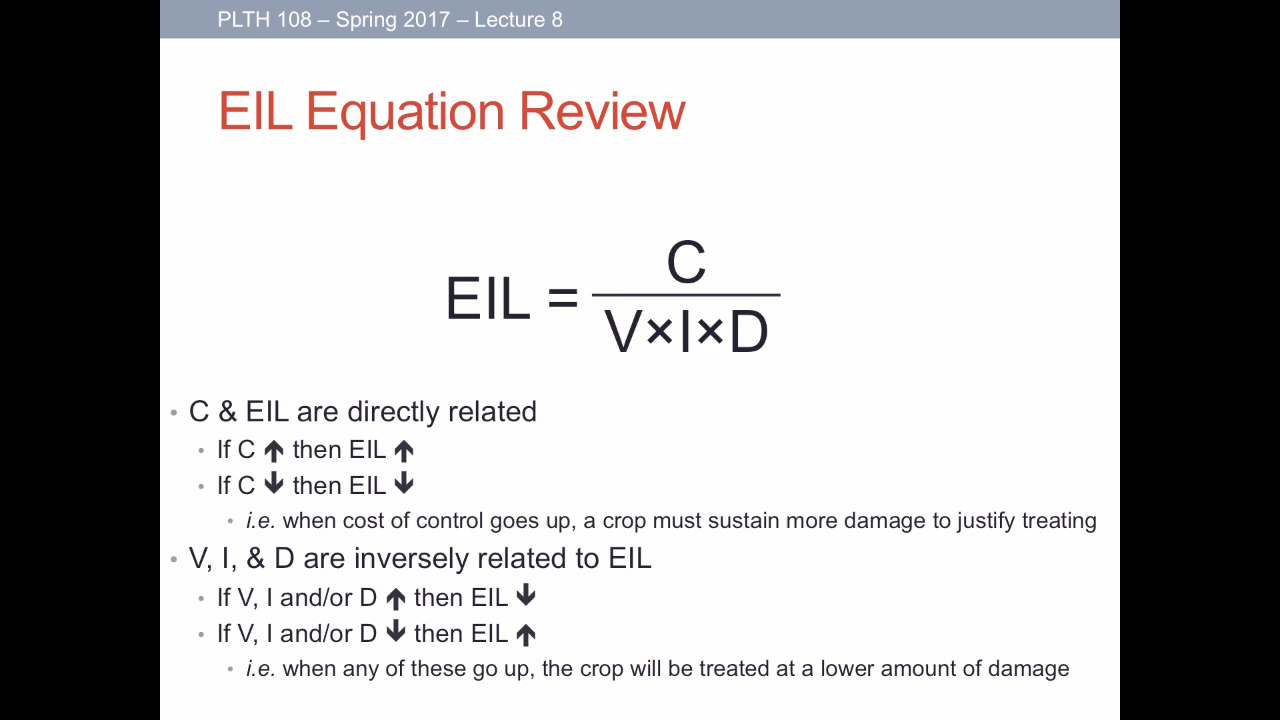 PLTH 108 – Spring 2017 – Lecture 8
EIL Equation Review
EIL = C
V×I×D
• C & EIL are directly related
• If C 🡅 then EIL 🡅
• If C 🡇 then EIL 🡇
• i.e. when cost of control goes up, a crop must sustain more damage to justify treating
• V, I, & D are inversely related to EIL
• If V, I and/or D 🡅 then EIL 🡇
• If V, I and/or D 🡇 then EIL 🡅
• i.e. when any of these go up, the crop will be treated at a lower amount of damage